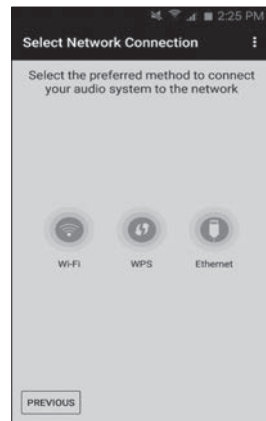 2:25 PM
Select Network Connection
Select the preferred method to connect
your audio system to the network
Wi-Fi WPS Ethernet
PREVIOUS